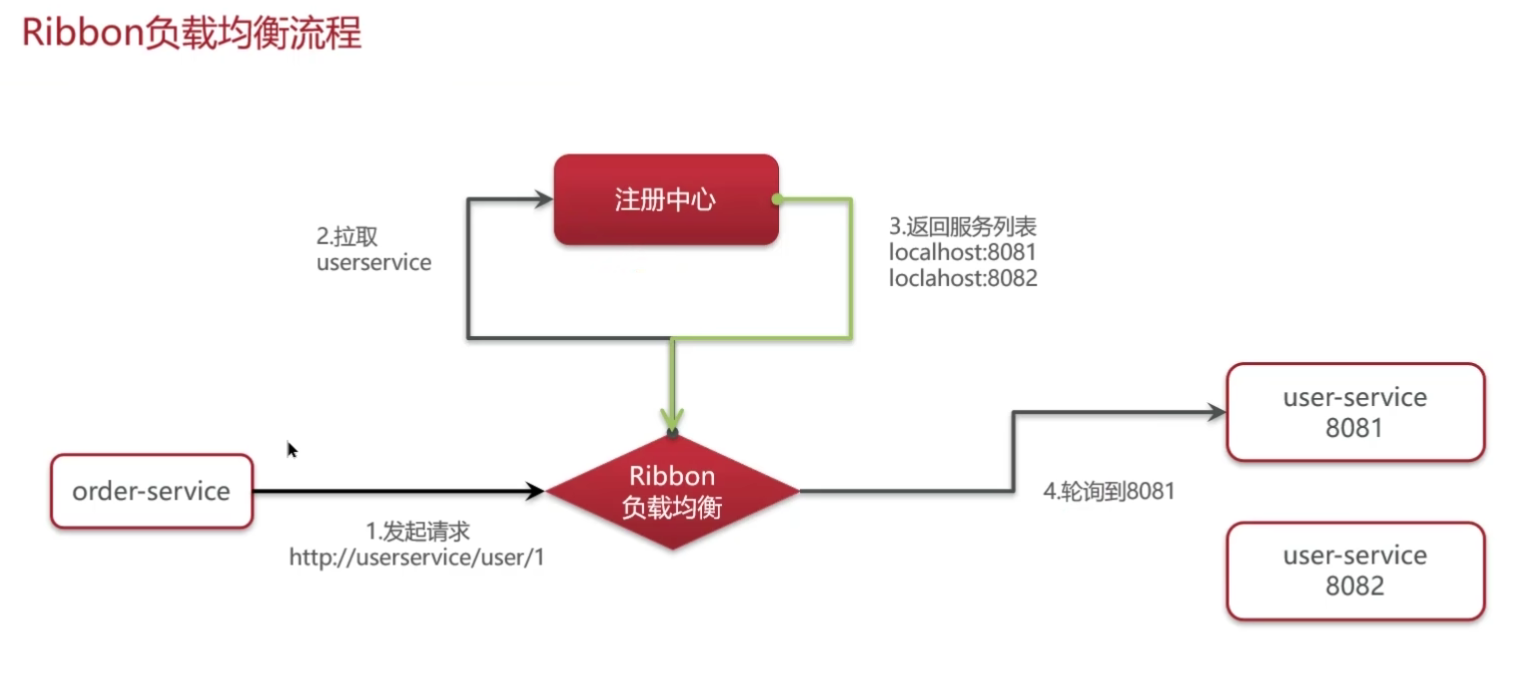 Ribbon负载均衡流程
注册中心
2.拉取
userservice
3.返回服务列表
localhost:8081
loclahost:8082
order-service
1.发起请求
http://userservice/user/1
Ribbon
负载均衡
4.轮询到8081
user-service
8081
user-service
8082